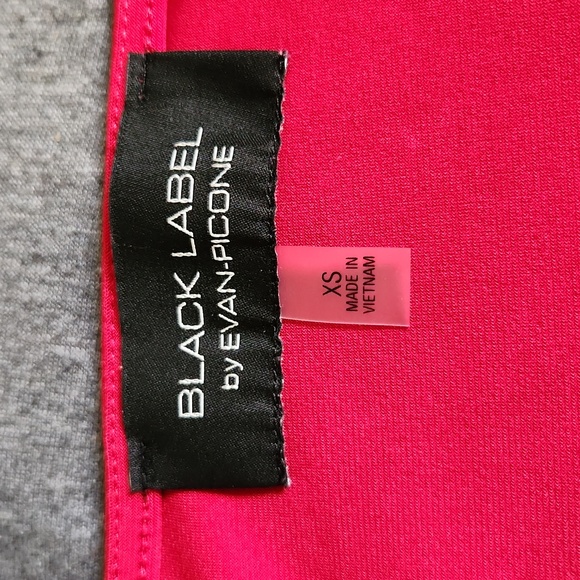 BLACK LABEL
by EVAN-PICONE
XS
MADE IN
VIETNAM